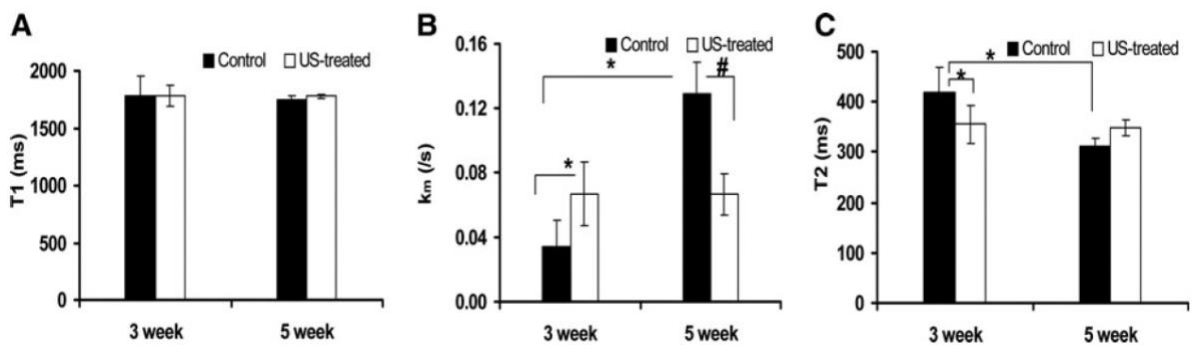 A
Control US-treated
2000
1500
1000
500
0
T1 (ms)
3 week 5 week
B
Control US-treated
0.16
0.12
0.08
0.04
0.00
kₘ (/s)
* #
*
3 week 5 week
C
Control US-treated
500
400
300
200
100
0
T2 (ms)
*
*
3 week 5 week